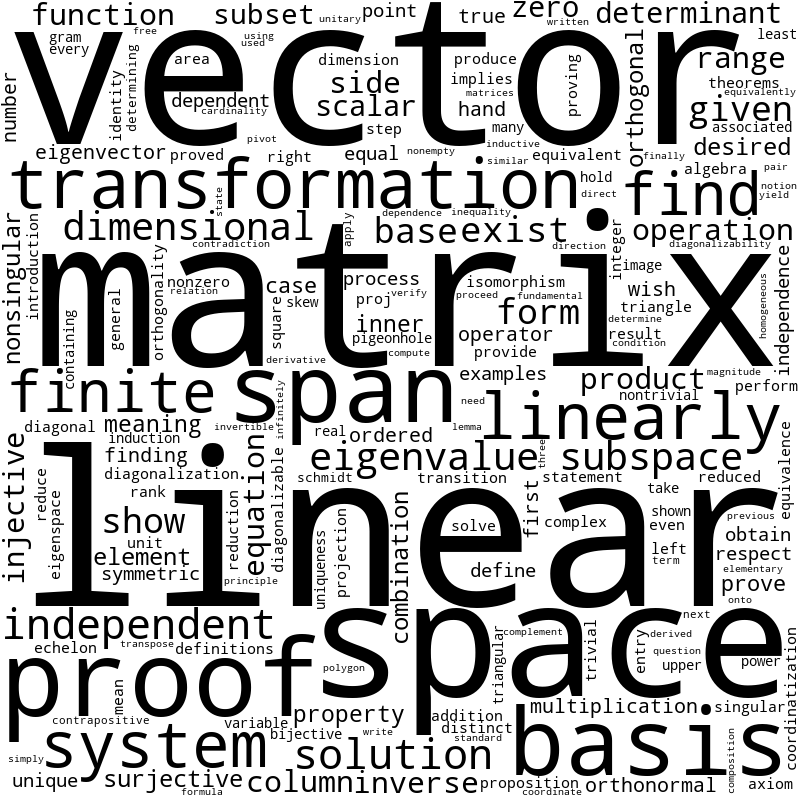 function
subset
unitary
point
true
zero
written
determinant
gram
every
free
using
used
vector
least
number
identity
determining
area
dependent
cardinality
dimension
side
scalar
step
produce
implies
matrices
hand
many
inductive
proving
orthogonal
range
theorems
equivalently
given
associated
desired
pivot
eigenvector
proved
right
equal
nonempty
similar
equivalent
finally
algebra
pair
transformation
state
hold
direct
find
notion
yield
dimensional
contradiction
apply
dependence
inequality
base
exist
direction
integer
operation
diagonalizability
nonsingular
introduction
containing
general
orthogonality
nonzero
relation
matrix
case
skew
square
derivative
process
proj
verify
inner
pigeonhole
compute
isomorphism
proceed
fundamental
form
operator
provide
examples
image
wish
triangle
determine
result
condition
homogeneous
independence
finite
span
product
magnitude
perform
nontrivial
diagonal
meaning
invertible
infinitely
need
lemma
linearly
real
ordered
injective
induction
finding
diagonalization
rank
reduce
eigenspace
equation
diagonalizable
reduction
eigenvalue
three
subspace
schmidt
transition
statement
reduced
equivalence
linear
show
element
unit
symmetric
principle
uniqueness
projection
combination
solve
first
complex
define
take
shown
even
left
term
previous
obtain
respect
elementary
prove
onto
independent
echelon
transpose
definitions
space
polygon
triangular
complement
trivial
next
derived
question
entry
upper
power
coordinatization
proof
mean
contrapositive
variable
property
bijective
write
addition
distinct
standard
multiplication
singular
system
solution
basis
simply
unique
surjective
formula
column
inverse
proposition
coordinate
orthonormal
composition
axiom